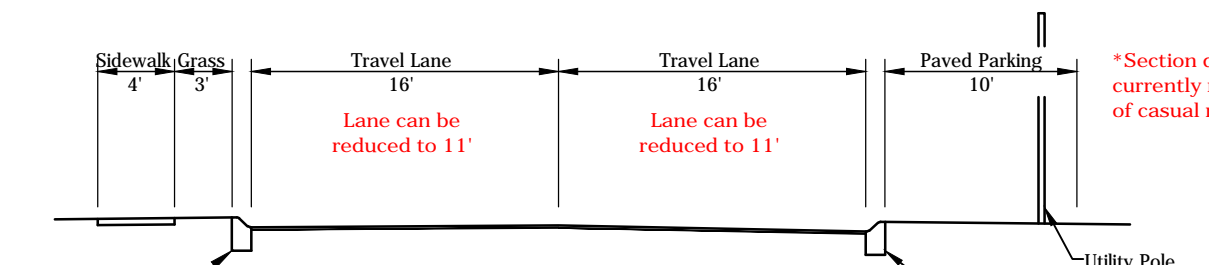 Sidewalk Grass Travel Lane Travel Lane Paved Parking
4' 3' 16' 16' 10'
Lane can be
reduced to 11'
Lane can be
reduced to 11'
*Section
currently
of casual
Utility Pole